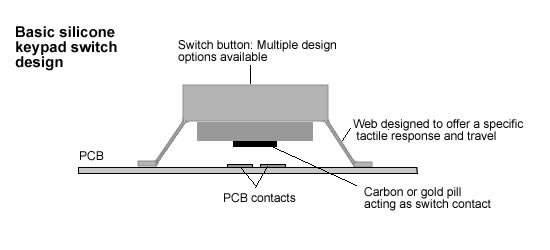 Basic silicone
keypad switch
design
Switch button: Multiple design
options available
Web designed to offer a specific
tactile response and travel
PCB
PCB contacts
Carbon or gold pill
acting as switch contact